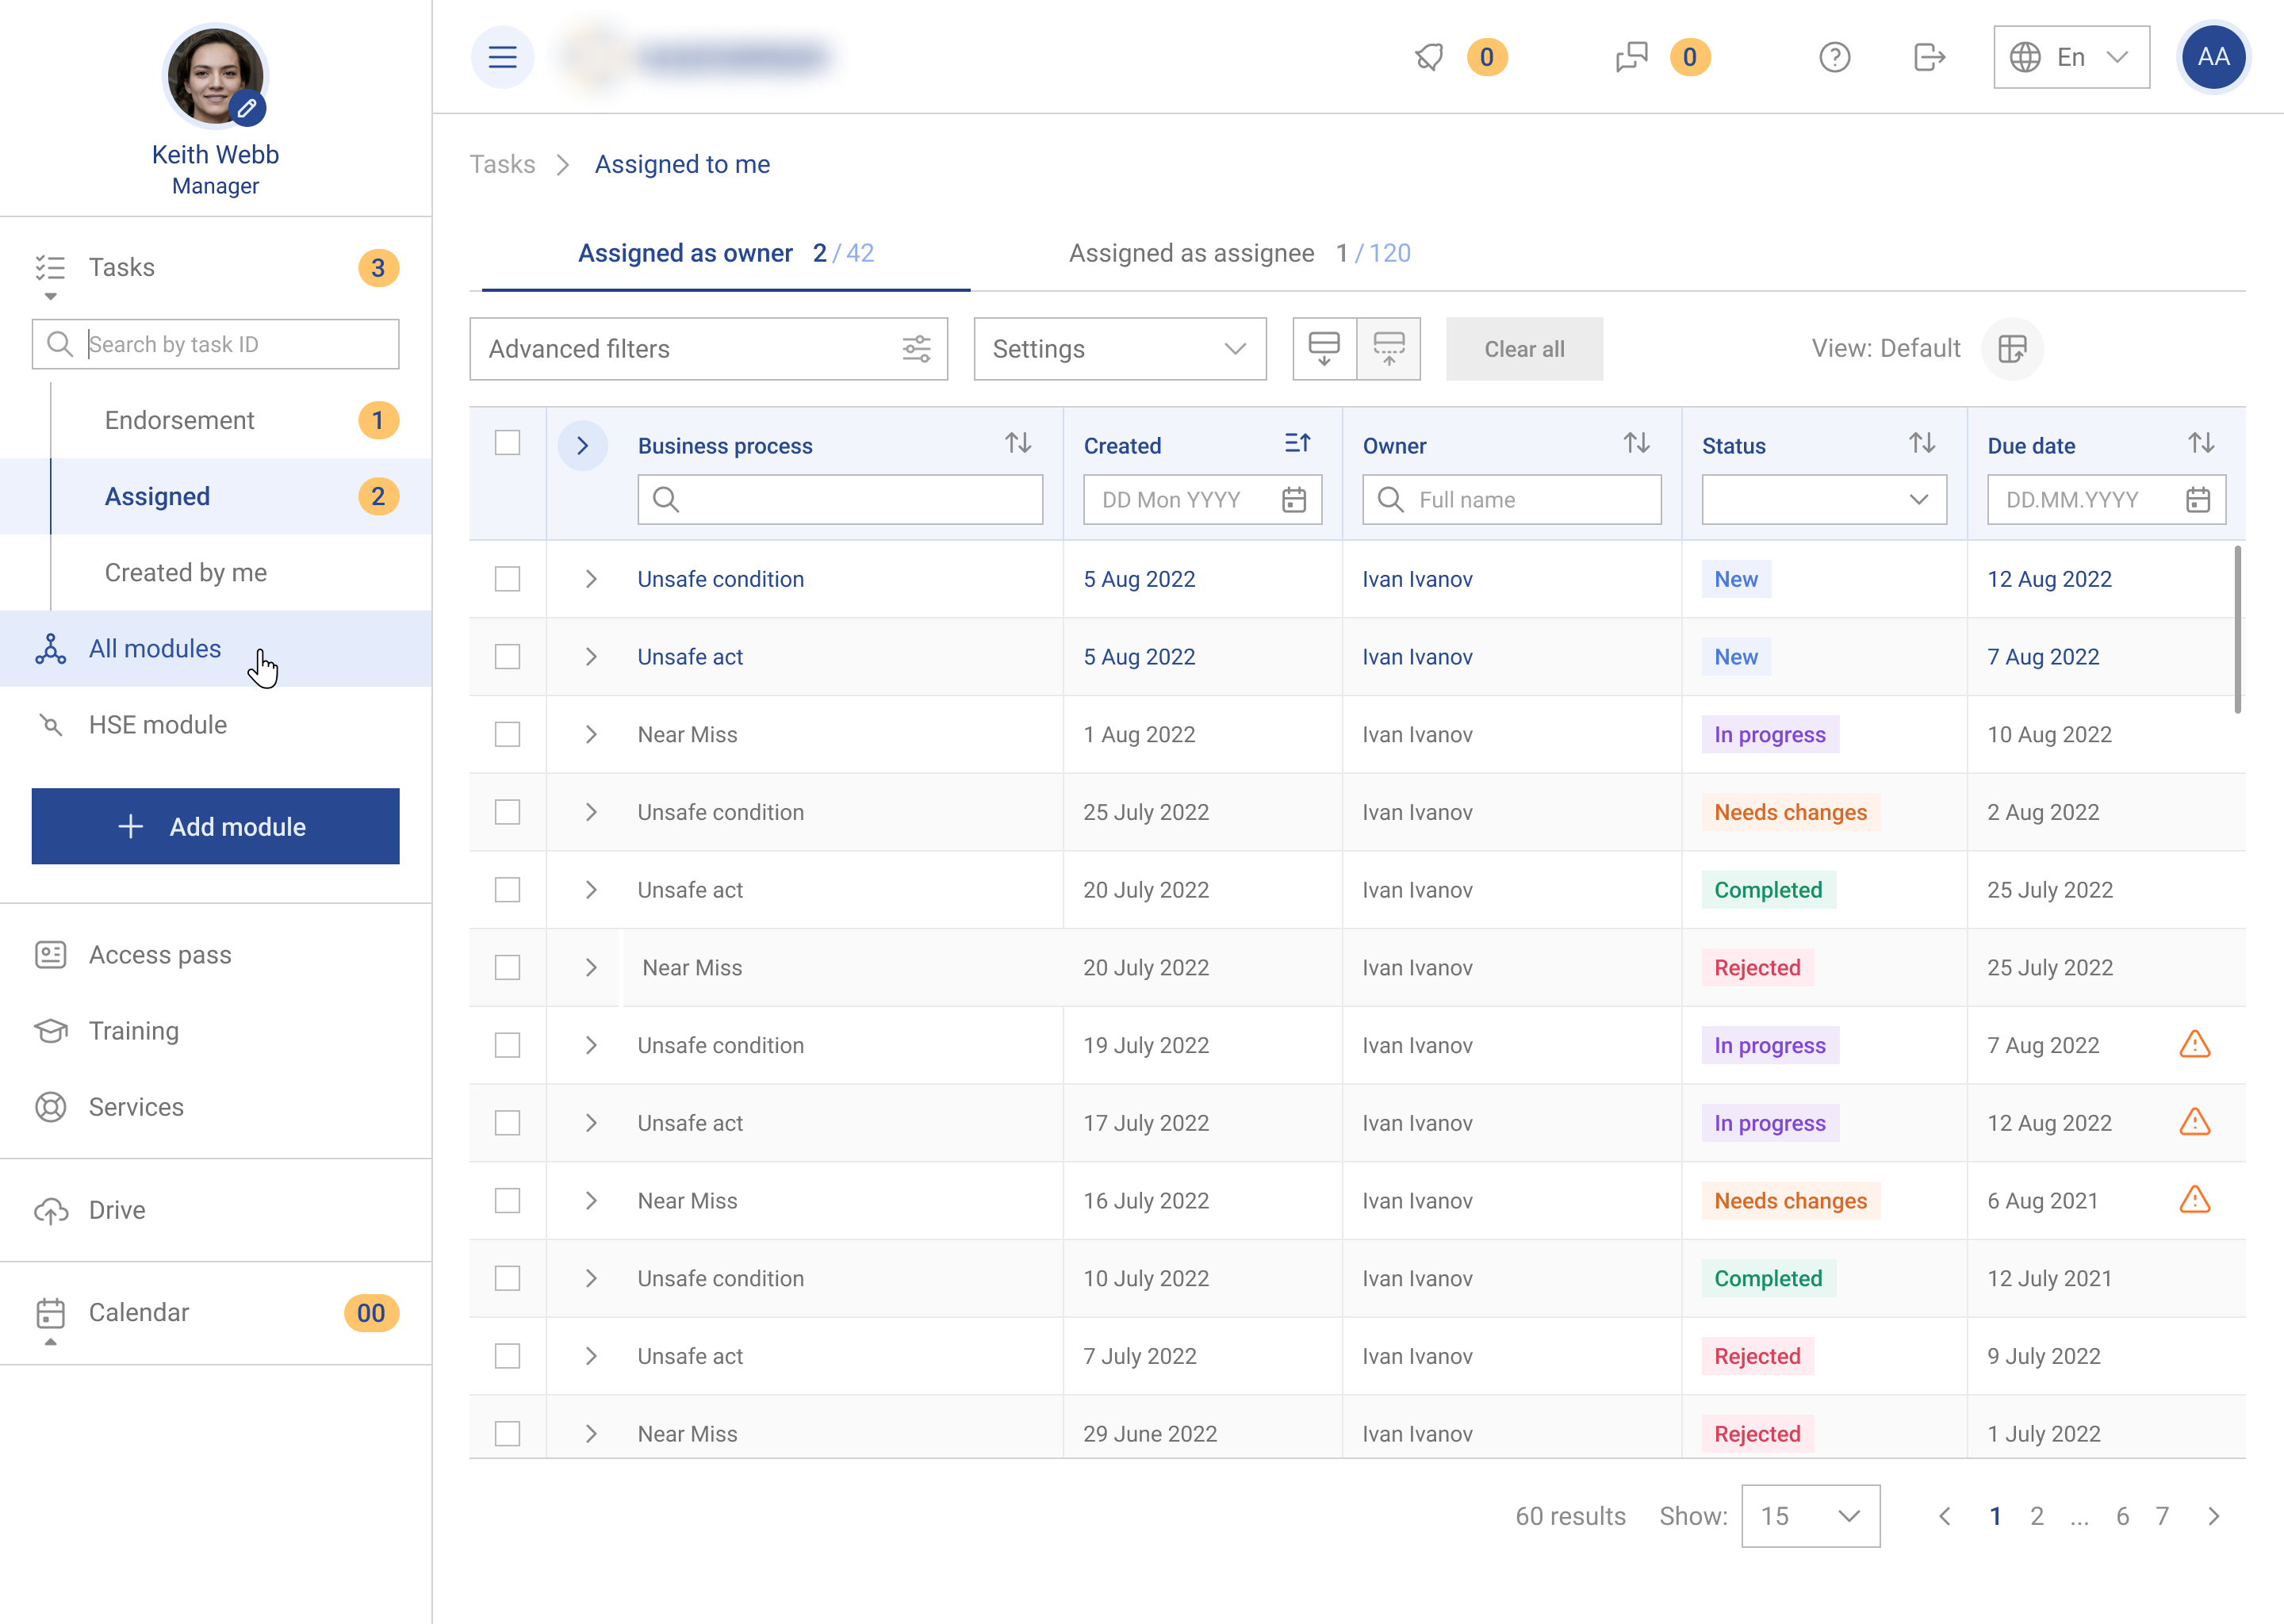 Keith Webb
Manager
Tasks 3
Search by task ID
Endorsement 1
Assigned 2
Created by me
All modules
HSE module
Add module
Access pass
Training
Services
Drive
Calendar 00
0 0 En AA
Tasks Assigned to me
Assigned as owner 2 / 42 Assigned as assignee 1 / 120
Advanced filters Settings Clear all View: Default
Business process Created Owner Status Due date
DD Mon YYYY Full name DD.MM.YYYY
Unsafe condition 5 Aug 2022 Ivan Ivanov New 12 Aug 2022
Unsafe act 5 Aug 2022 Ivan Ivanov New 7 Aug 2022
Near Miss 1 Aug 2022 Ivan Ivanov In progress 10 Aug 2022
Unsafe condition 25 July 2022 Ivan Ivanov Needs changes 2 Aug 2022
Unsafe act 20 July 2022 Ivan Ivanov Completed 25 July 2022
Near Miss 20 July 2022 Ivan Ivanov Rejected 25 July 2022
Unsafe condition 19 July 2022 Ivan Ivanov In progress 7 Aug 2022
Unsafe act 17 July 2022 Ivan Ivanov In progress 12 Aug 2022
Near Miss 16 July 2022 Ivan Ivanov Needs changes 6 Aug 2021
Unsafe condition 10 July 2022 Ivan Ivanov Completed 12 July 2021
Unsafe act 7 July 2022 Ivan Ivanov Rejected 9 July 2022
Near Miss 29 June 2022 Ivan Ivanov Rejected 1 July 2022
60 results Show: 15 1 2 ... 6 7